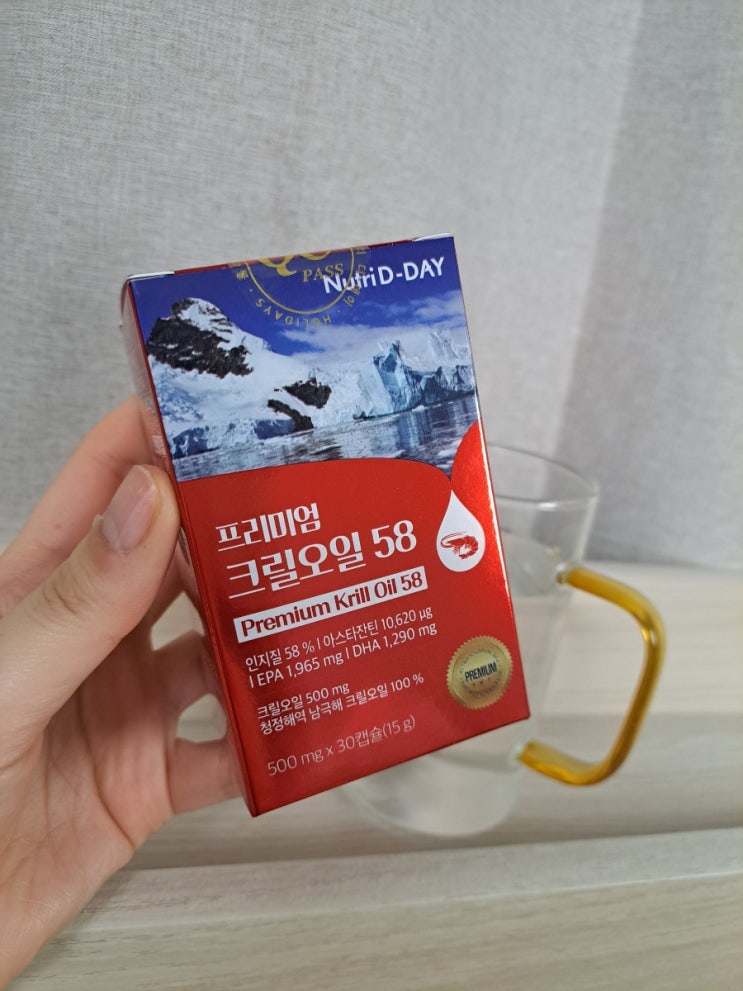 PASS
HOLIDAYS
Nutri D-DAY
프리미엄
크릴오일 58
Premium Krill Oil 58
인지질 58 % I 아스타잔틴 10,620 µg
I EPA 1,965 mg I DHA 1,290 mg
크릴오일 500 mg
청정해역 남극해 크릴오일 100 %
500 mg x 30캡슐(15 g)
PREMIUM